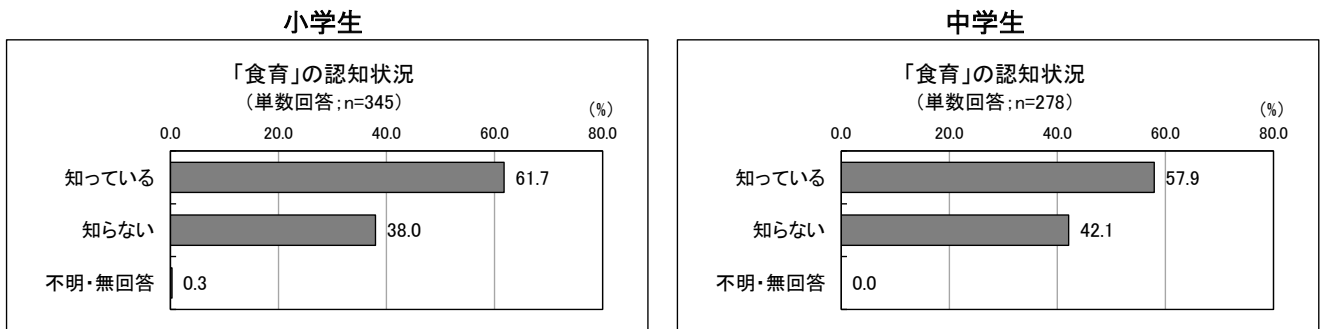 小学生
「食育」の認知状況
（単数回答；n=345）
(%)
0.0 20.0 40.0 60.0 80.0
知っている 61.7
知らない 38.0
不明・無回答 0.3
中学生
「食育」の認知状況
（単数回答；n=278）
(%)
0.0 20.0 40.0 60.0 80.0
知っている 57.9
知らない 42.1
不明・無回答 0.0